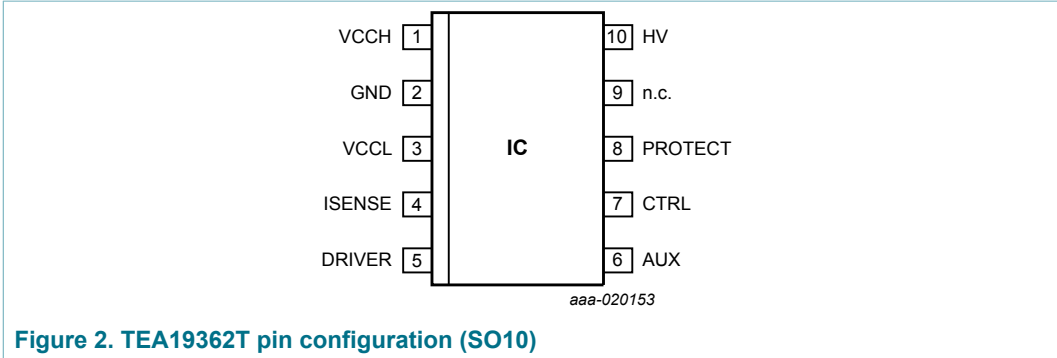 VCCH 1 10 HV
GND 2 9 n.c.
VCCL 3 IC 8 PROTECT
ISENSE 4 7 CTRL
DRIVER 5 6 AUX
aaa-020153
Figure 2. TEA19362T pin configuration (SO10)